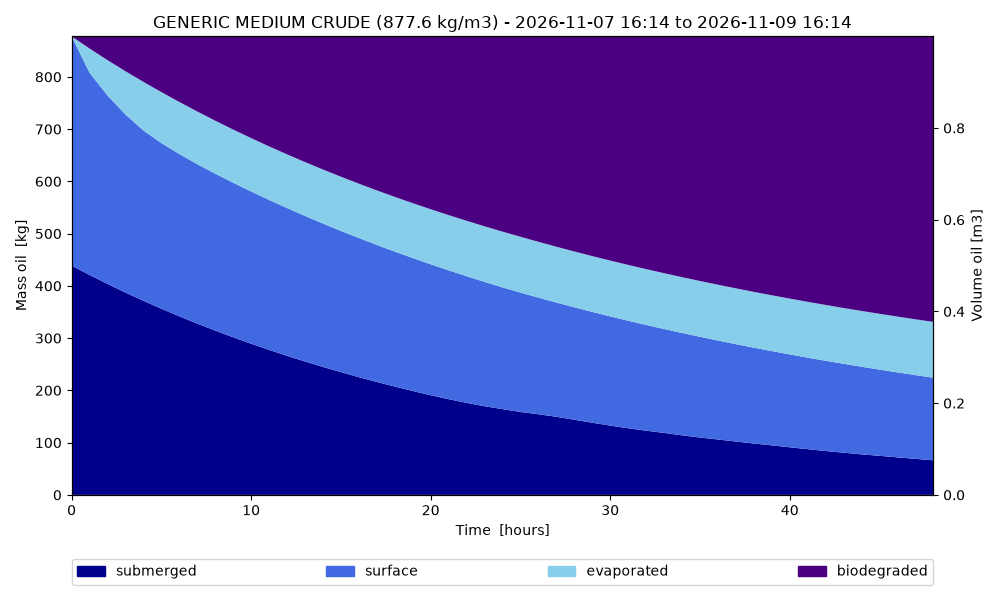 GENERIC MEDIUM CRUDE (877.6 kg/m3) - 2026-11-07 16:14 to 2026-11-09 16:14
Mass oil  [kg]
800
700
600
500
400
300
200
100
0
0.8
0.6
0.4
0.2
0.0
Volume oil [m3]
0 10 20 30 40
Time  [hours]
submerged surface evaporated biodegraded